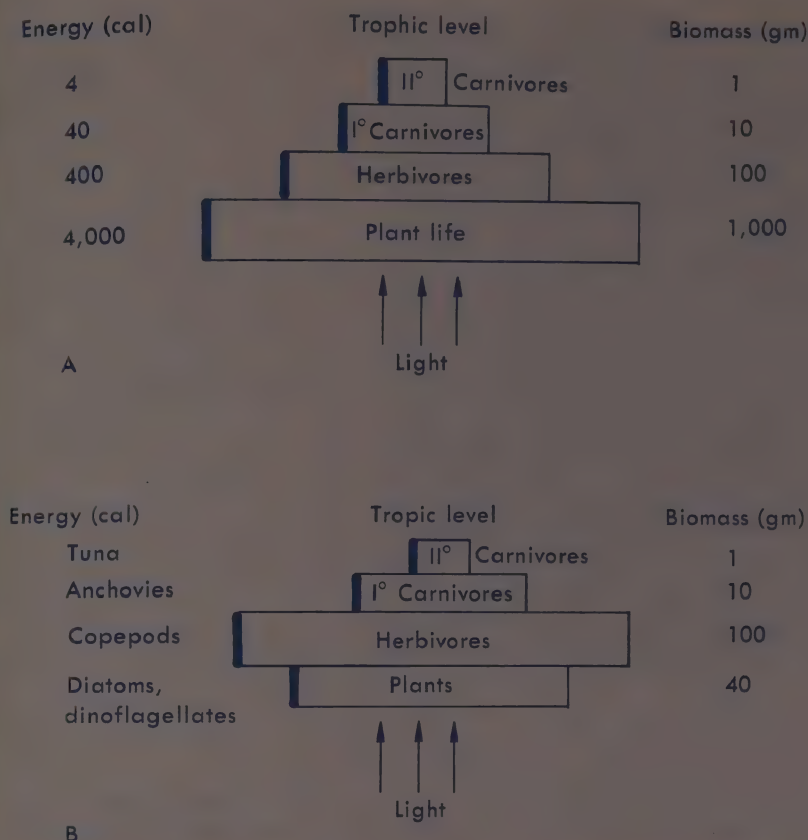 Energy (cal) Trophic level Biomass (gm)
4 II° Carnivores 1
40 I° Carnivores 10
400 Herbivores 100
4,000 Plant life 1,000
Light
A
Energy (cal) Tropic level Biomass (gm)
Tuna II° Carnivores 1
Anchovies I° Carnivores 10
Copepods Herbivores 100
Diatoms, Plants 40
dinoflagellates
Light
B